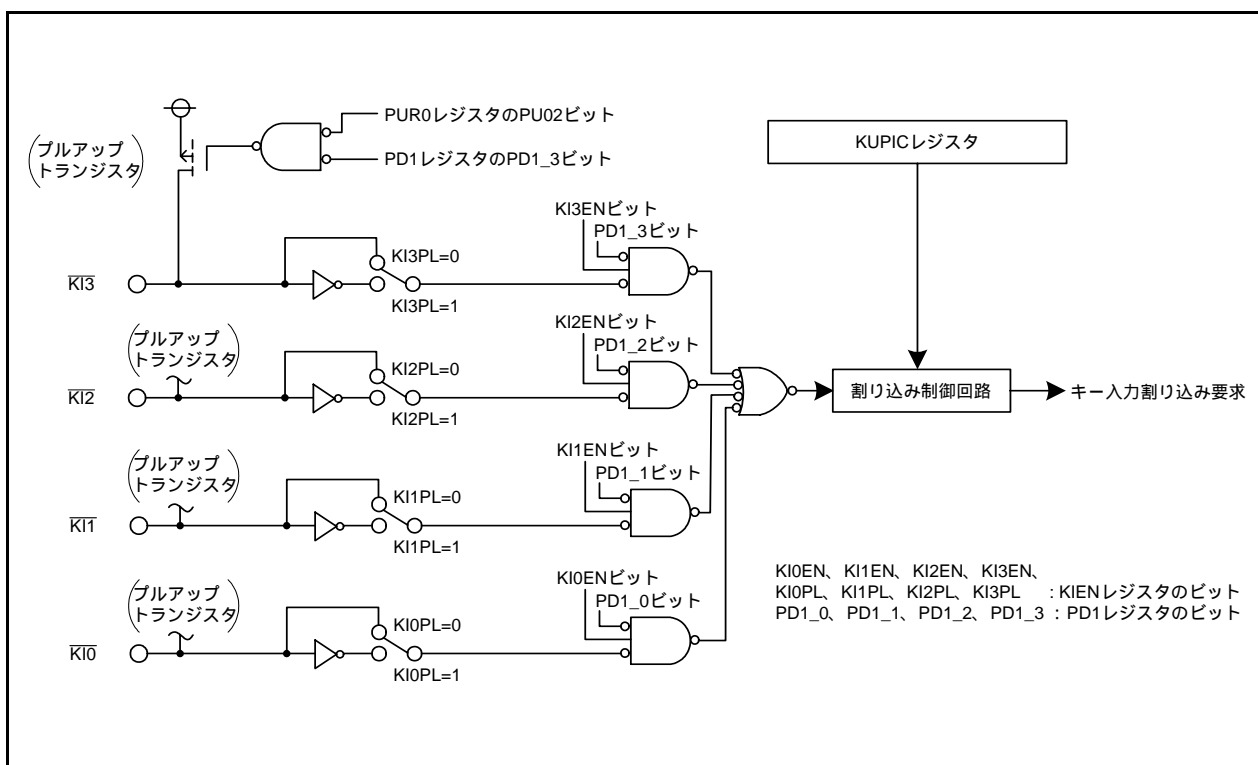 PUR0レジスタのPU02ビット
プルアップ
トランジスタ
PD1レジスタのPD1_3ビット
KUPICレジスタ
KI3ENビット
PD1_3ビット
KI3PL=0
KI3
KI3PL=1
プルアップ
トランジスタ
KI2ENビット
PD1_2ビット
KI2PL=0
KI2
KI2PL=1
割り込み制御回路
キー入力割り込み要求
プルアップ
トランジスタ
KI1ENビット
PD1_1ビット
KI1PL=0
KI1
KI1PL=1
プルアップ
トランジスタ
KI0ENビット
PD1_0ビット
KI0PL=0
KI0
KI0PL=1
KI0EN、KI1EN、KI2EN、KI3EN、
KI0PL、KI1PL、KI2PL、KI3PL :KIENレジスタのビット
PD1_0、PD1_1、PD1_2、PD1_3 :PD1レジスタのビット